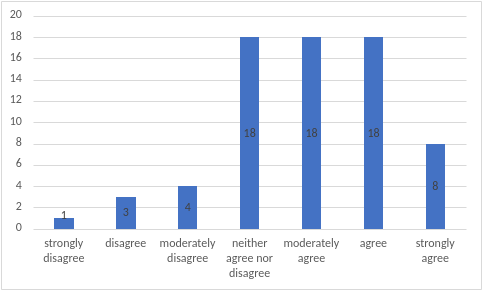 20
18
16
14
12
10
8
6
4
2
0
1
3
4
18
18
18
8
strongly
disagree
disagree
moderately
disagree
neither
agree nor
disagree
moderately
agree
agree
strongly
agree